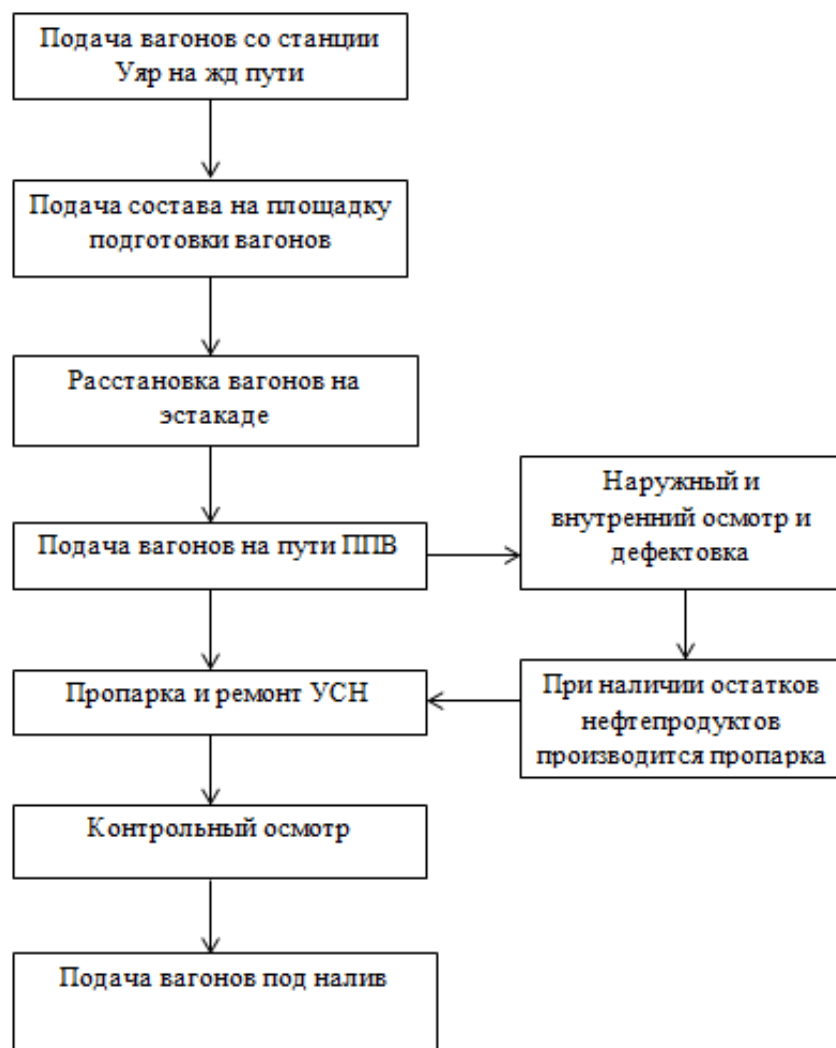 Подача вагонов со станции
Уяр на жд пути
Подача состава на площадку
подготовки вагонов
Расстановка вагонов на
эстакаде
Подача вагонов на пути ППВ
Наружный и
внутренний осмотр и
дефектовка
При наличии остатков
нефтепродуктов
производится пропарка
Пропарка и ремонт УСН
Контрольный осмотр
Подача вагонов под налив